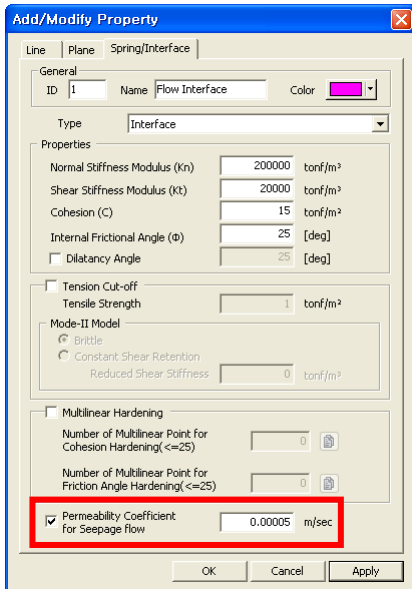 Add/Modify Property
Line Plane Spring/Interface
General
ID 1 Name Flow Interface Color
Type Interface
Properties
Normal Stiffness Modulus (Kn) 200000 tonf/m³
Shear Stiffness Modulus (Kt) 20000 tonf/m³
Cohesion (C) 15 tonf/m²
Internal Frictional Angle (Φ) 25 [deg]
Dilatancy Angle 25 [deg]
Tension Cut-off
Tensile Strength 1 tonf/m²
Mode-II Model
Brittle
Constant Shear Retention
Reduced Shear Stiffness 0 tonf/m³
Multilinear Hardening
Number of Multilinear Point for
Cohesion Hardening(<=25) 0
Number of Multilinear Point for
Friction Angle Hardening(<=25) 0
Permeability Coefficient
for Seepage flow 0.00005 m/sec
OK Cancel Apply